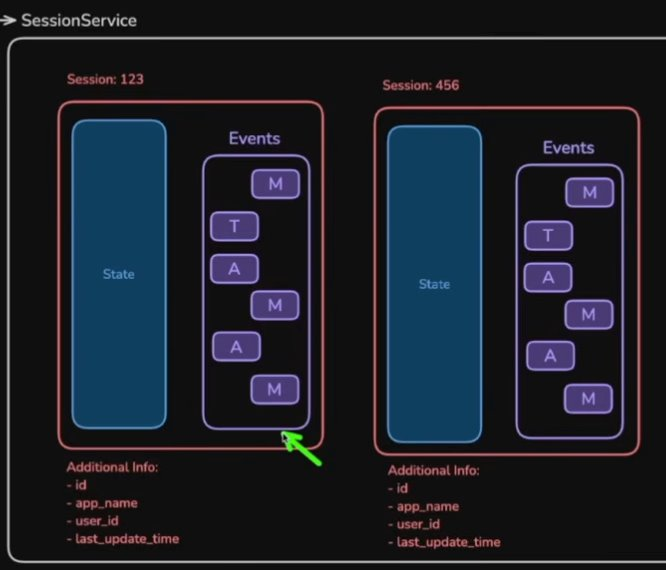 SessionService
Session: 123
Events
State
M
T
A
M
A
M
Additional Info:
- id
- app_name
- user_id
- last_update_time
Session: 456
Events
State
M
T
A
M
A
M
Additional Info:
- id
- app_name
- user_id
- last_update_time